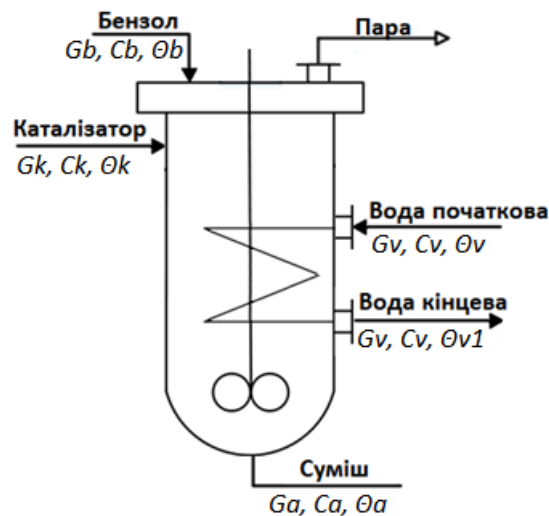 Бензол
Gb, Cb, Θb
Пара
Каталізатор
Gk, Ck, Θk
Вода початкова
Gv, Cv, Θv
Вода кінцева
Gv, Cv, Θv1
Суміш
Ga, Ca, Θa